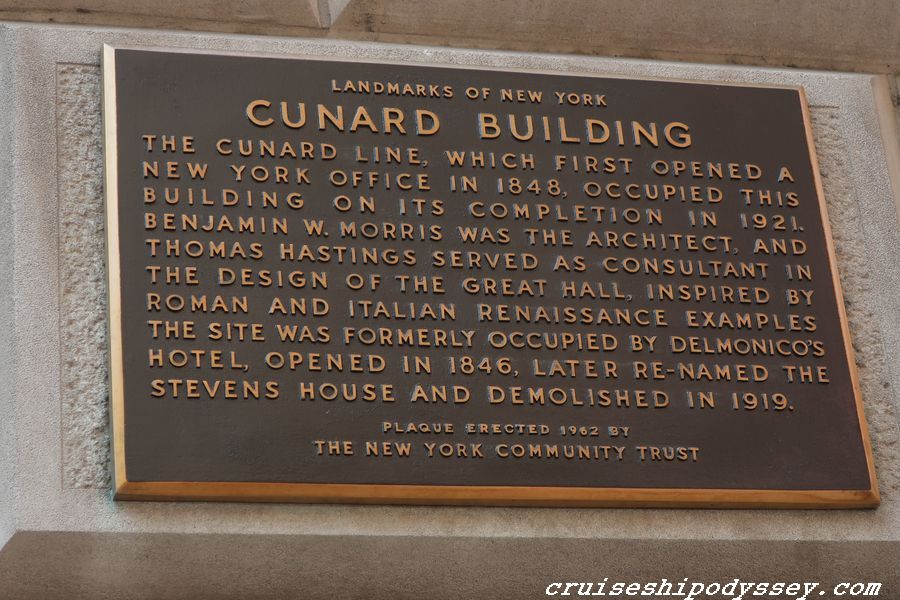 LANDMARKS OF NEW YORK
CUNARD BUILDING
THE CUNARD LINE, WHICH FIRST OPENED A
NEW YORK OFFICE IN 1848, OCCUPIED THIS
BUILDING ON ITS COMPLETION IN 1921.
BENJAMIN W. MORRIS WAS THE ARCHITECT, AND
THOMAS HASTINGS SERVED AS CONSULTANT IN
THE DESIGN OF THE GREAT HALL, INSPIRED BY
ROMAN AND ITALIAN RENAISSANCE EXAMPLES
THE SITE WAS FORMERLY OCCUPIED BY DELMONICO'S
HOTEL, OPENED IN 1846, LATER RE-NAMED THE
STEVENS HOUSE AND DEMOLISHED IN 1919.
PLAQUE ERECTED 1962 BY
THE NEW YORK COMMUNITY TRUST
cruiseshipodyssey.com